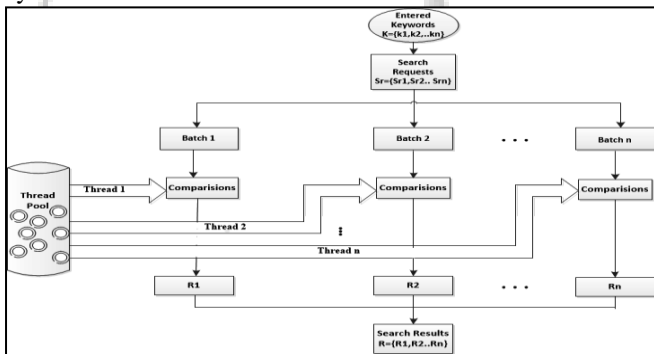 Entered
Keywords
K={k1,k2,..kn}
Search
Requests
Sr={Sr1,Sr2.. Srn}
Batch 1
Batch 2
. . .
Batch n
Thread
Pool
Thread 1
Comparisions
Comparisions
Comparisions
Thread 2
Thread n
R1
R2
. . .
Rn
Search Results
R={R1,R2..Rn}